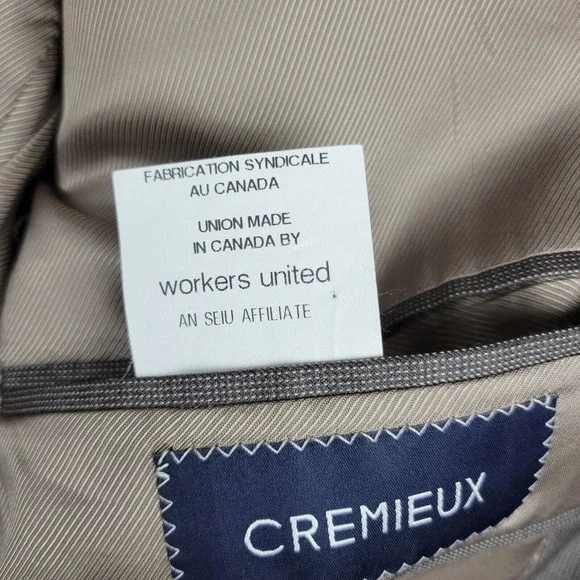 FABRICATION SYNDICALE
AU CANADA
UNION MADE
IN CANADA BY
workers united
AN SEIU AFFILIATE
CREMIEUX